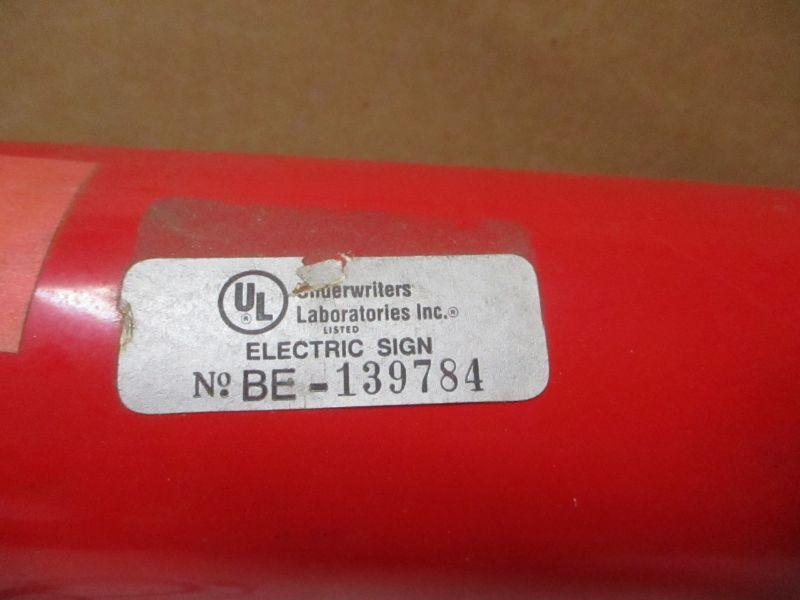 UL® Underwriters
Laboratories Inc.®
LISTED
ELECTRIC SIGN
No. BE-139784